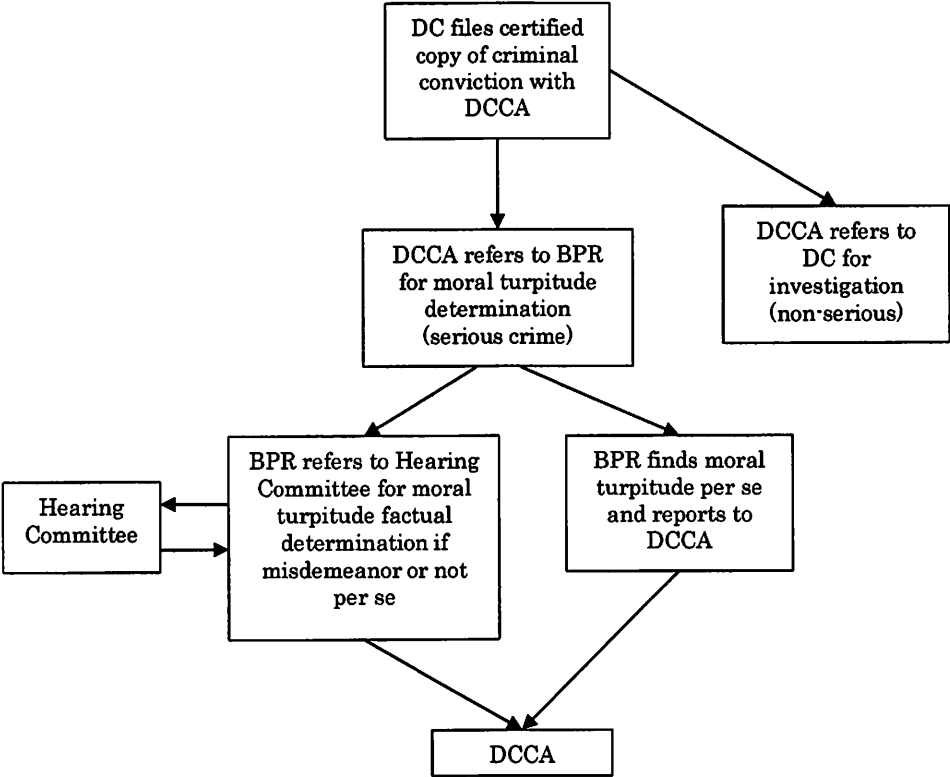 DC files certified
copy of criminal
conviction with
DCCA
DCCA refers to BPR
for moral turpitude
determination
(serious crime)
DCCA refers to
DC for
investigation
(non-serious)
Hearing
Committee
BPR refers to Hearing
Committee for moral
turpitude factual
determination if
misdemeanor or not
per se
BPR finds moral
turpitude per se
and reports to
DCCA
DCCA